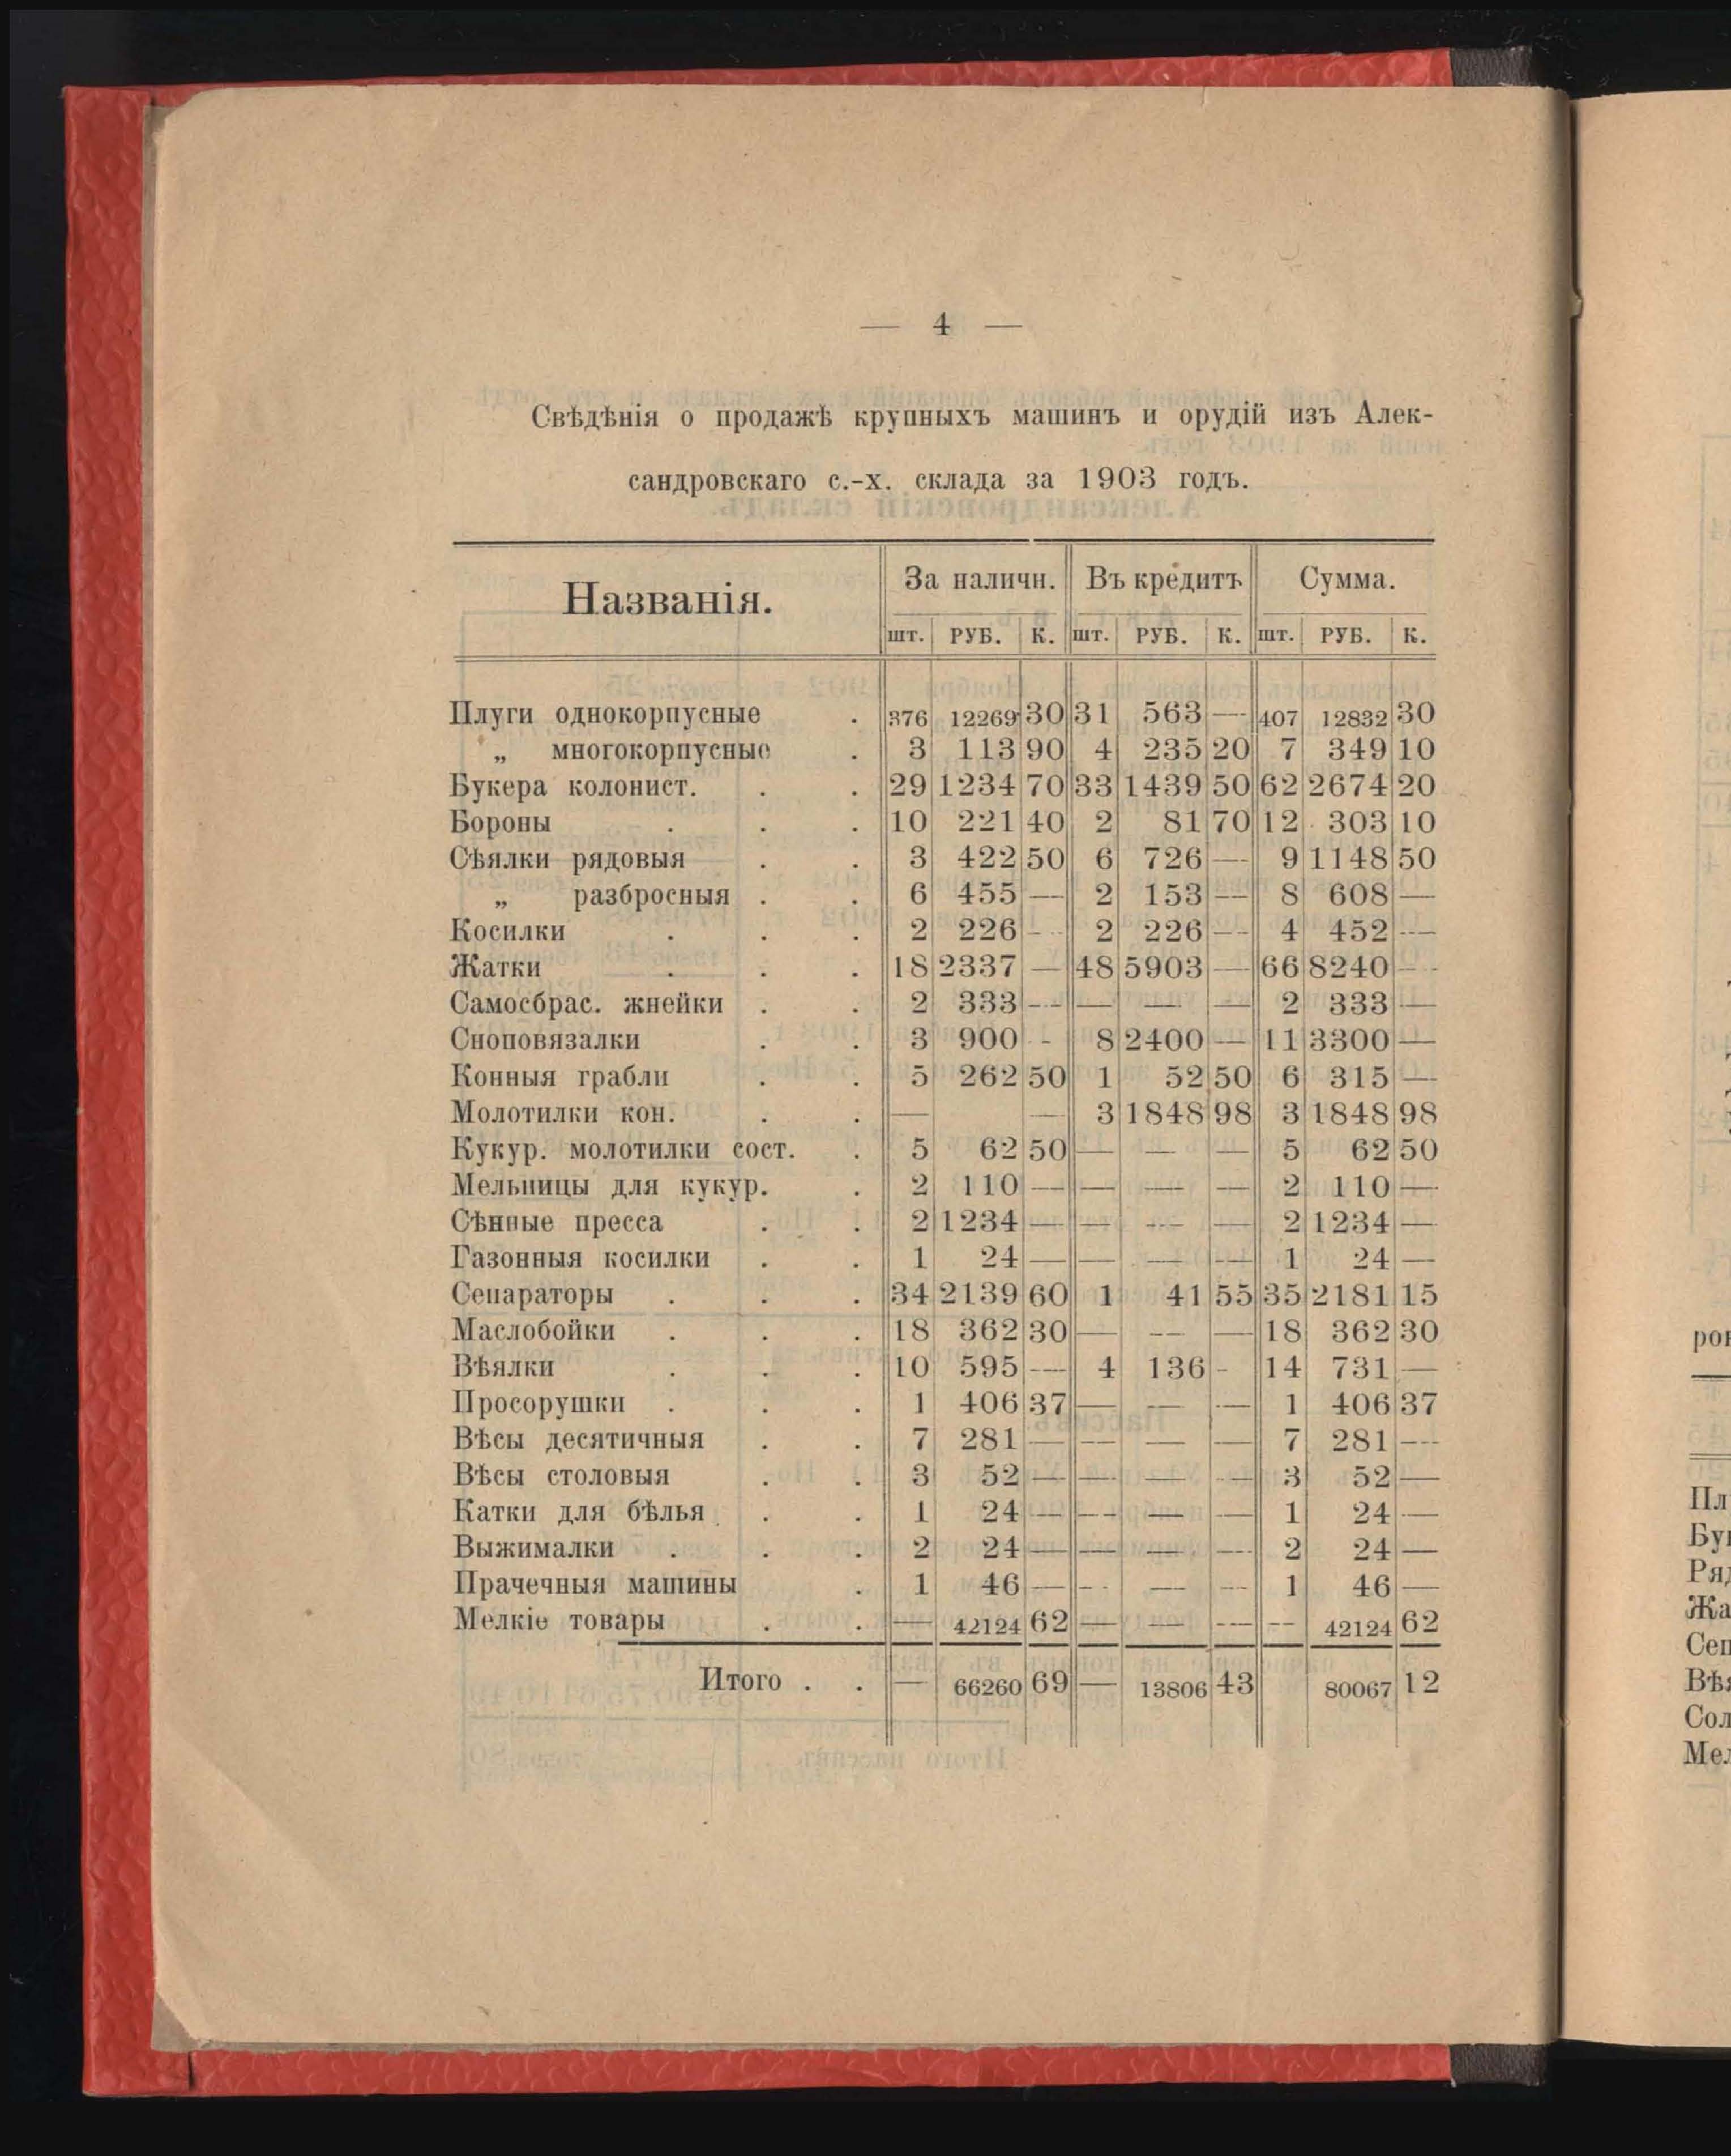 — 4 —
Свѣдѣнія о продажѣ крупныхъ машинъ и орудій изъ Алек-
сандровскаго с.-х. склада за 1903 годъ.
Названія. За наличн. Въ кредитъ Сумма.
шт. РУБ. К. шт. РУБ. К. шт. РУБ. К.
Плуги однокорпусные . 376 12269 30 31 563 — 407 12832 30
„ многокорпусные . 3 113 90 4 235 20 7 349 10
Букера колонист. . . 29 1234 70 33 1439 50 62 2674 20
Бороны . . . 10 221 40 2 81 70 12 303 10
Сѣялки рядовыя . . 3 422 50 6 726 — 9 1148 50
„ разбросныя . . 6 455 — 2 153 — 8 608 —
Косилки . . . 2 226 — 2 226 — 4 452 —
Жатки . . . 18 2337 — 48 5903 — 66 8240 —
Самосбрас. жнейки . . 2 333 — — — — 2 333 —
Сноповязалки . . 3 900 - 8 2400 — 11 3300 —
Конныя грабли . . 5 262 50 1 52 50 6 315 —
Молотилки кон. . . — — 3 1848 98 3 1848 98
Кукур. молотилки сост. . 5 62 50 — — — 5 62 50
Мельницы для кукур. . 2 110 — — — — 2 110 —
Сѣнные пресса . . 2 1234 — — — — 2 1234 —
Газонныя косилки . . 1 24 — — — — 1 24 —
Сепараторы . . . 34 2139 60 1 41 55 35 2181 15
Маслобойки . . . 18 362 30 — — — 18 362 30
Вѣялки . . . 10 595 — 4 136 - 14 731 —
Просорушки . . . 1 406 37 — — — 1 406 37
Вѣсы десятичныя . . 7 281 — — — — 7 281 —
Вѣсы столовыя . . 3 52 — — — — 3 52 —
Катки для бѣлья . . 1 24 — — — — 1 24 —
Выжималки . . . 2 24 — — — — 2 24 —
Прачечныя машины . 1 46 — — — — 1 46 —
Мелкіе товары . . — 42124 62 — — — — 42124 62
Итого . . — 66260 69 — 13806 43 80067 12